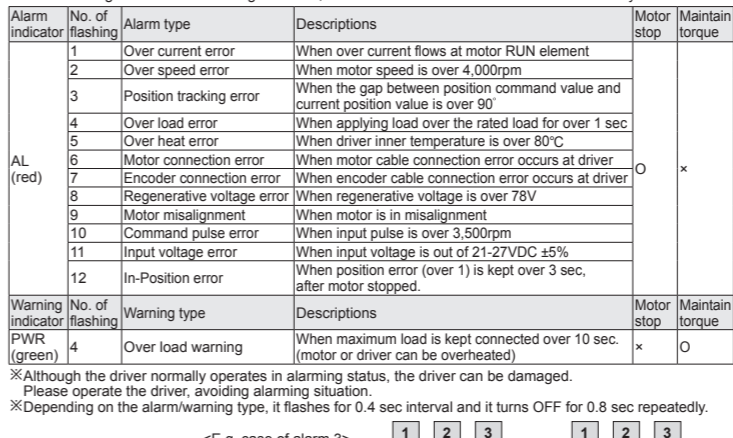 Alarm indicator No. of flashing Alarm type Descriptions Motor stop Maintain torque
AL (red) O ×
1 Over current error When over current flows at motor RUN element
2 Over speed error When motor speed is over 4,000rpm
3 Position tracking error When the gap between position command value and
current position value is over 90˚
4 Over load error When applying load over the rated load for over 1 sec
5 Over heat error When driver inner temperature is over 80℃
6 Motor connection error When motor cable connection error occurs at driver
7 Encoder connection error When encoder cable connection error occurs at driver
8 Regenerative voltage error When regenerative voltage is over 78V
9 Motor misalignment When motor is in misalignment
10 Command pulse error When input pulse is over 3,500rpm
11 Input voltage error When input voltage is out of 21-27VDC ±5%
12 In-Position error When position error (over 1) is kept over 3 sec,
after motor stopped.
Warning indicator No. of flashing Warning type Descriptions Motor stop Maintain torque
PWR (green) 4 Over load warning When maximum load is kept connected over 10 sec.
(motor or driver can be overheated) × O
※Although the driver normally operates in alarming status, the driver can be damaged.
Please operate the driver, avoiding alarming situation.
※Depending on the alarm/warning type, it flashes for 0.4 sec interval and it turns OFF for 0.8 sec repeatedly.
1 2 3 1 2 3